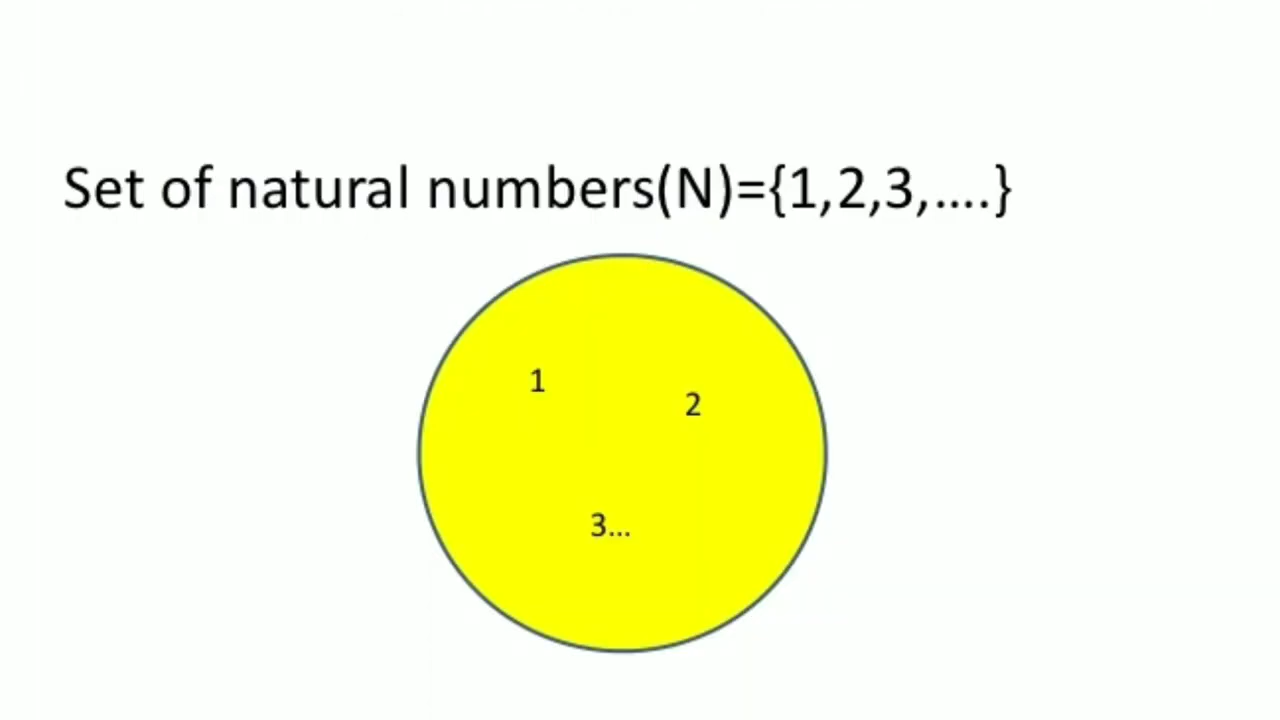 Set of natural numbers(N)={1,2,3,....}
1
2
3...